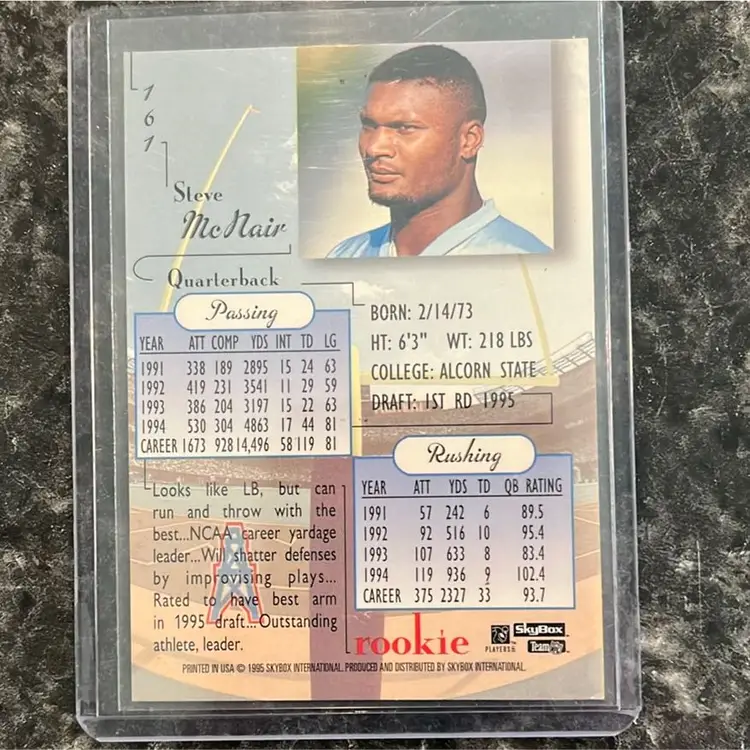 161
Steve
McNair
Quarterback
BORN: 2/14/73
HT: 6'3" WT: 218 LBS
COLLEGE: ALCORN STATE
DRAFT: 1ST RD 1995
Passing
YEAR ATT COMP YDS INT TD LG
1991 338 189 2895 15 24 63
1992 419 231 3541 11 29 59
1993 386 204 3197 15 22 63
1994 530 304 4863 17 44 81
CAREER 1673 928 14,496 58 119 81
Rushing
YEAR ATT YDS TD QB RATING
1991 57 242 6 89.5
1992 92 516 10 95.4
1993 107 633 8 83.4
1994 119 936 9 102.4
CAREER 375 2327 33 93.7
Looks like LB, but can
run and throw with the
best...NCAA career yardage
leader...Will shatter defenses
by improvising plays...
Rated to have best arm
in 1995 draft...Outstanding
athlete, leader.
rookie
PLAYERS
SkyBox
Team NFL
PRINTED IN USA © 1995 SKYBOX INTERNATIONAL. PRODUCED AND DISTRIBUTED BY SKYBOX INTERNATIONAL.